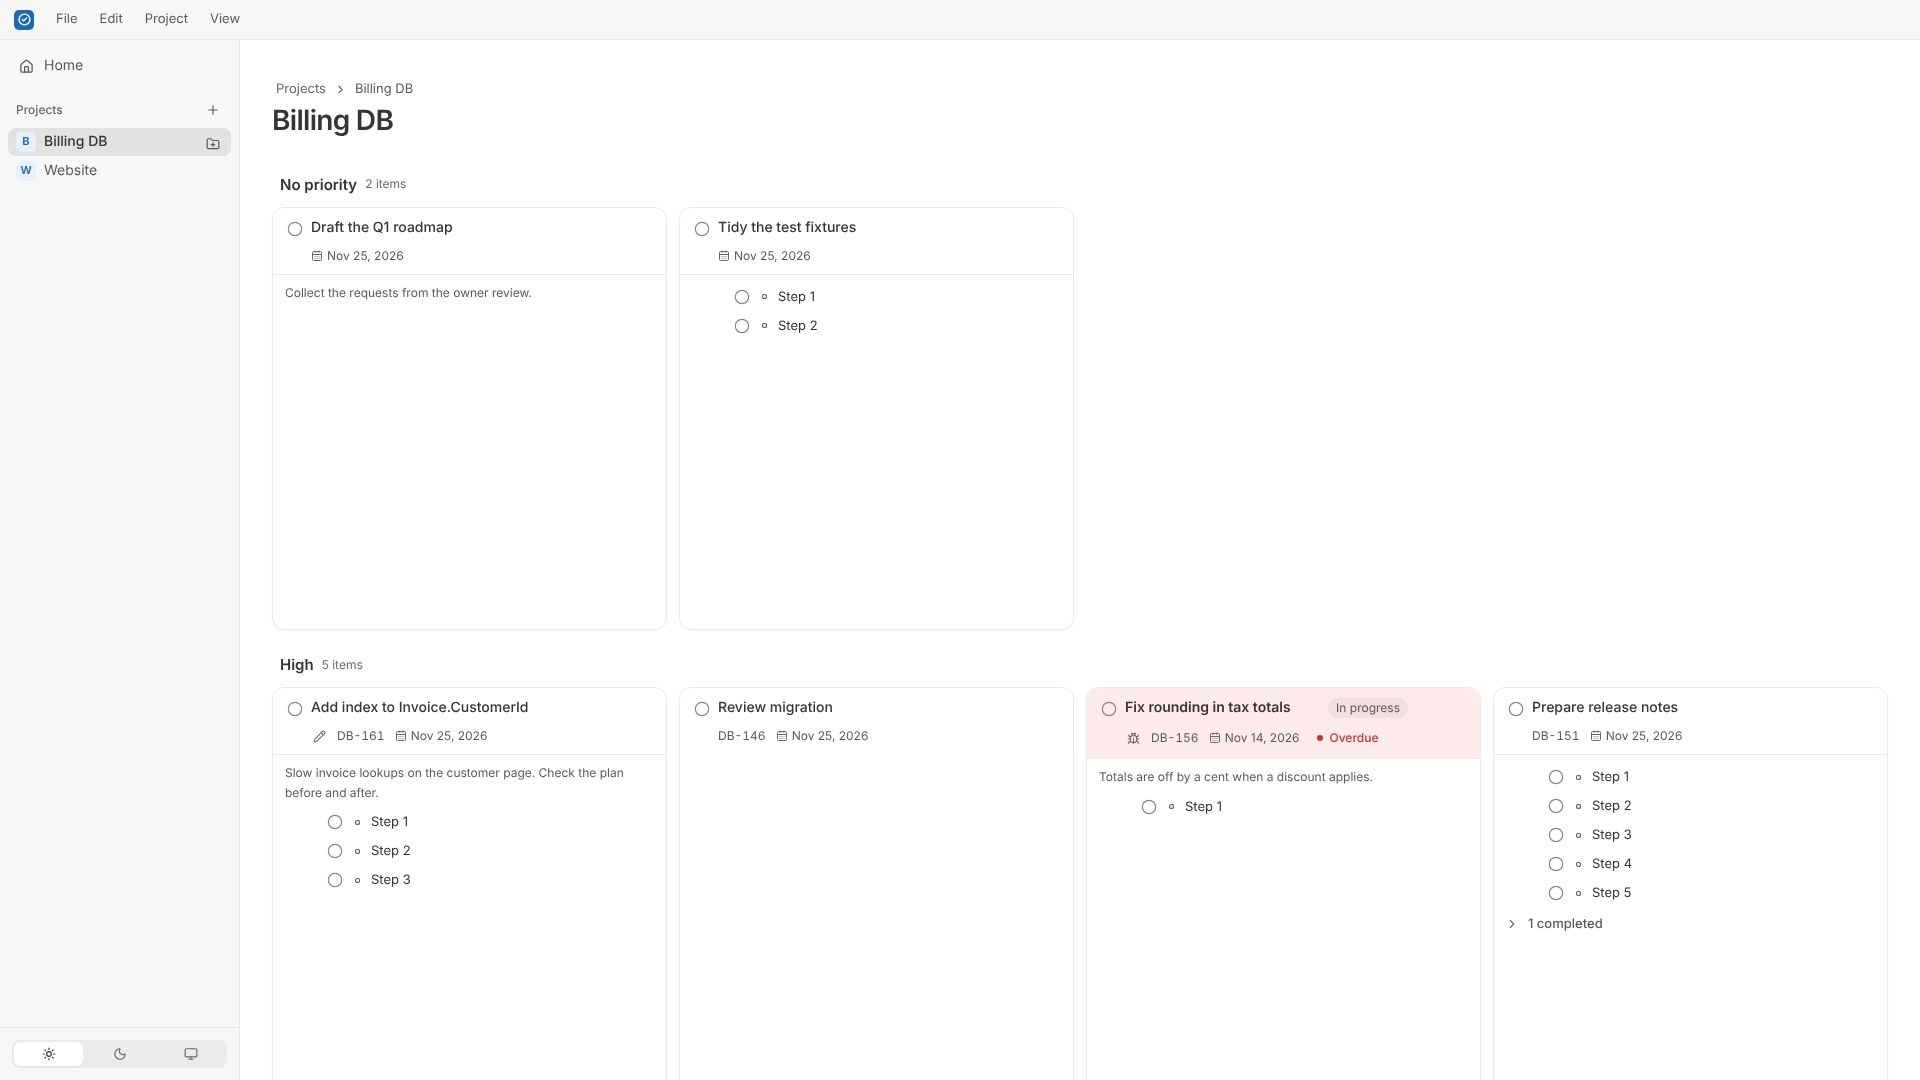 File Edit Project View
Home
Projects
B Billing DB
W Website
Projects > Billing DB
Billing DB
No priority 2 items
Draft the Q1 roadmap
Nov 25, 2026
Collect the requests from the owner review.
Tidy the test fixtures
Nov 25, 2026
Step 1
Step 2
High 5 items
Add index to Invoice.CustomerId
DB-161 Nov 25, 2026
Slow invoice lookups on the customer page. Check the plan
before and after.
Step 1
Step 2
Step 3
Review migration
DB-146 Nov 25, 2026
Fix rounding in tax totals In progress
DB-156 Nov 14, 2026 Overdue
Totals are off by a cent when a discount applies.
Step 1
Prepare release notes
DB-151 Nov 25, 2026
Step 1
Step 2
Step 3
Step 4
Step 5
1 completed